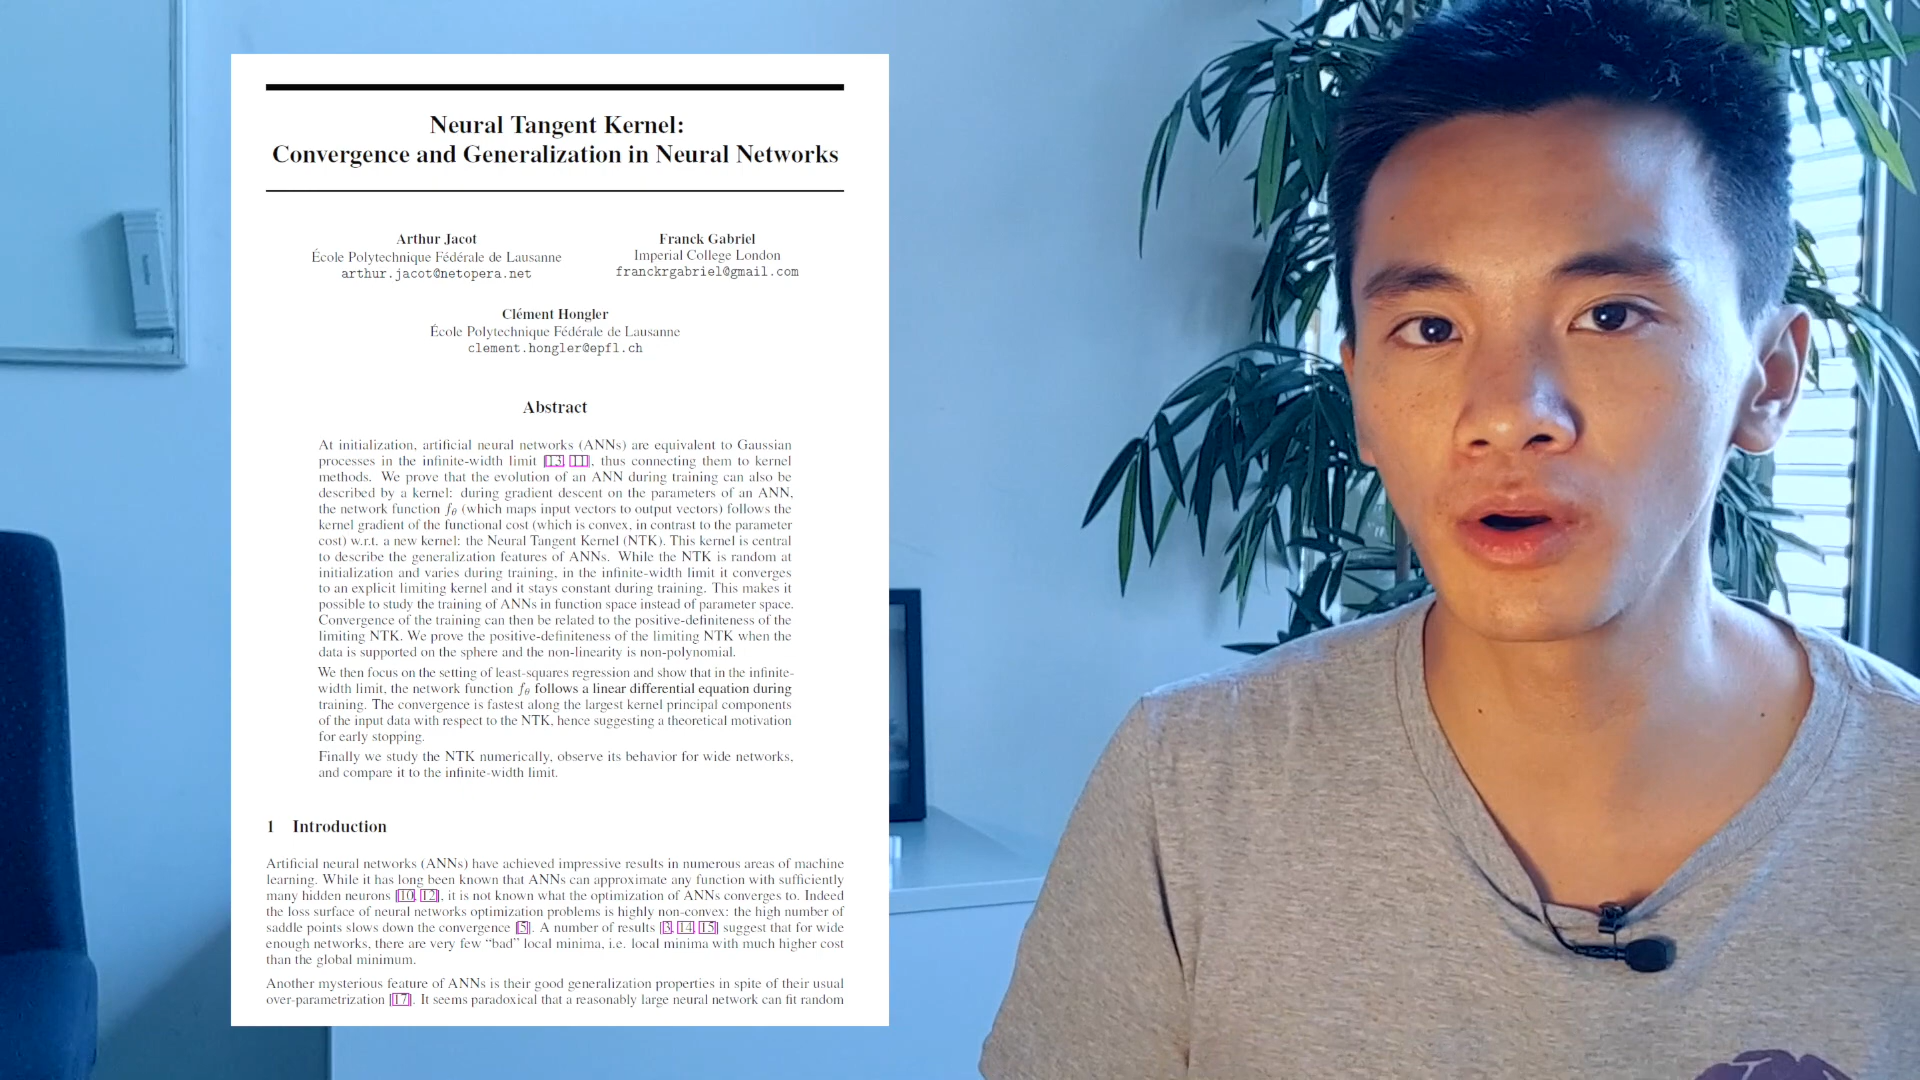 Neural Tangent Kernel:
Convergence and Generalization in Neural Networks
Arthur Jacot
École Polytechnique Fédérale de Lausanne
arthur.jacot@netopera.net
Franck Gabriel
Imperial College London
franckrgabriel@gmail.com
Clément Hongler
École Polytechnique Fédérale de Lausanne
clement.hongler@epfl.ch
Abstract
At initialization, artificial neural networks (ANNs) are equivalent to Gaussian
processes in the infinite-width limit [13, 11], thus connecting them to kernel
methods. We prove that the evolution of an ANN during training can also be
described by a kernel: during gradient descent on the parameters of an ANN,
the network function fθ (which maps input vectors to output vectors) follows the
kernel gradient of the functional cost (which is convex, in contrast to the parameter
cost) w.r.t. a new kernel: the Neural Tangent Kernel (NTK). This kernel is central
to describe the generalization features of ANNs. While the NTK is random at
initialization and varies during training, in the infinite-width limit it converges
to an explicit limiting kernel and it stays constant during training. This makes it
possible to study the training of ANNs in function space instead of parameter space.
Convergence of the training can then be related to the positive-definiteness of the
limiting NTK. We prove the positive-definiteness of the limiting NTK when the
data is supported on the sphere and the non-linearity is non-polynomial.
We then focus on the setting of least-squares regression and show that in the infinite-
width limit, the network function fθ follows a linear differential equation during
training. The convergence is fastest along the largest kernel principal components
of the input data with respect to the NTK, hence suggesting a theoretical motivation
for early stopping.
Finally we study the NTK numerically, observe its behavior for wide networks,
and compare it to the infinite-width limit.
1 Introduction
Artificial neural networks (ANNs) have achieved impressive results in numerous areas of machine
learning. While it has long been known that ANNs can approximate any function with sufficiently
many hidden neurons [10, 12], it is not known what the optimization of ANNs converges to. Indeed
the loss surface of neural networks optimization problems is highly non-convex: the high number of
saddle points slows down the convergence [5]. A number of results [3, 14, 15] suggest that for wide
enough networks, there are very few “bad” local minima, i.e. local minima with much higher cost
than the global minimum.
Another mysterious feature of ANNs is their good generalization properties in spite of their usual
over-parametrization [17]. It seems paradoxical that a reasonably large neural network can fit random